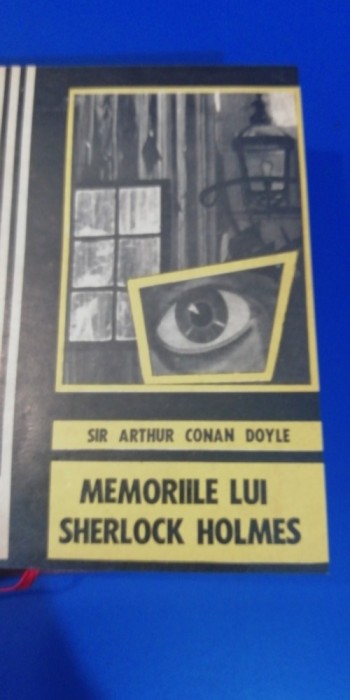 SIR ARTHUR CONAN DOYLE
MEMORIILE LUI
SHERLOCK HOLMES